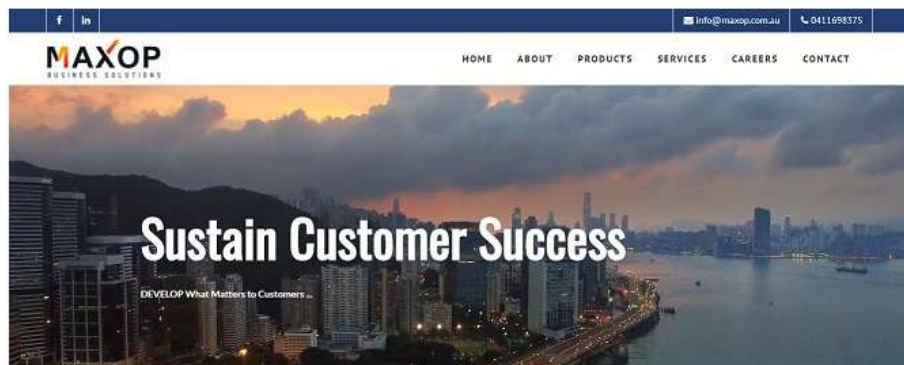 f in info@maxop.com.au 0411698375
MAXOP
BUSINESS SOLUTIONS
HOME ABOUT PRODUCTS SERVICES CAREERS CONTACT
Sustain Customer Success
DEVELOP What Matters to Customers ...